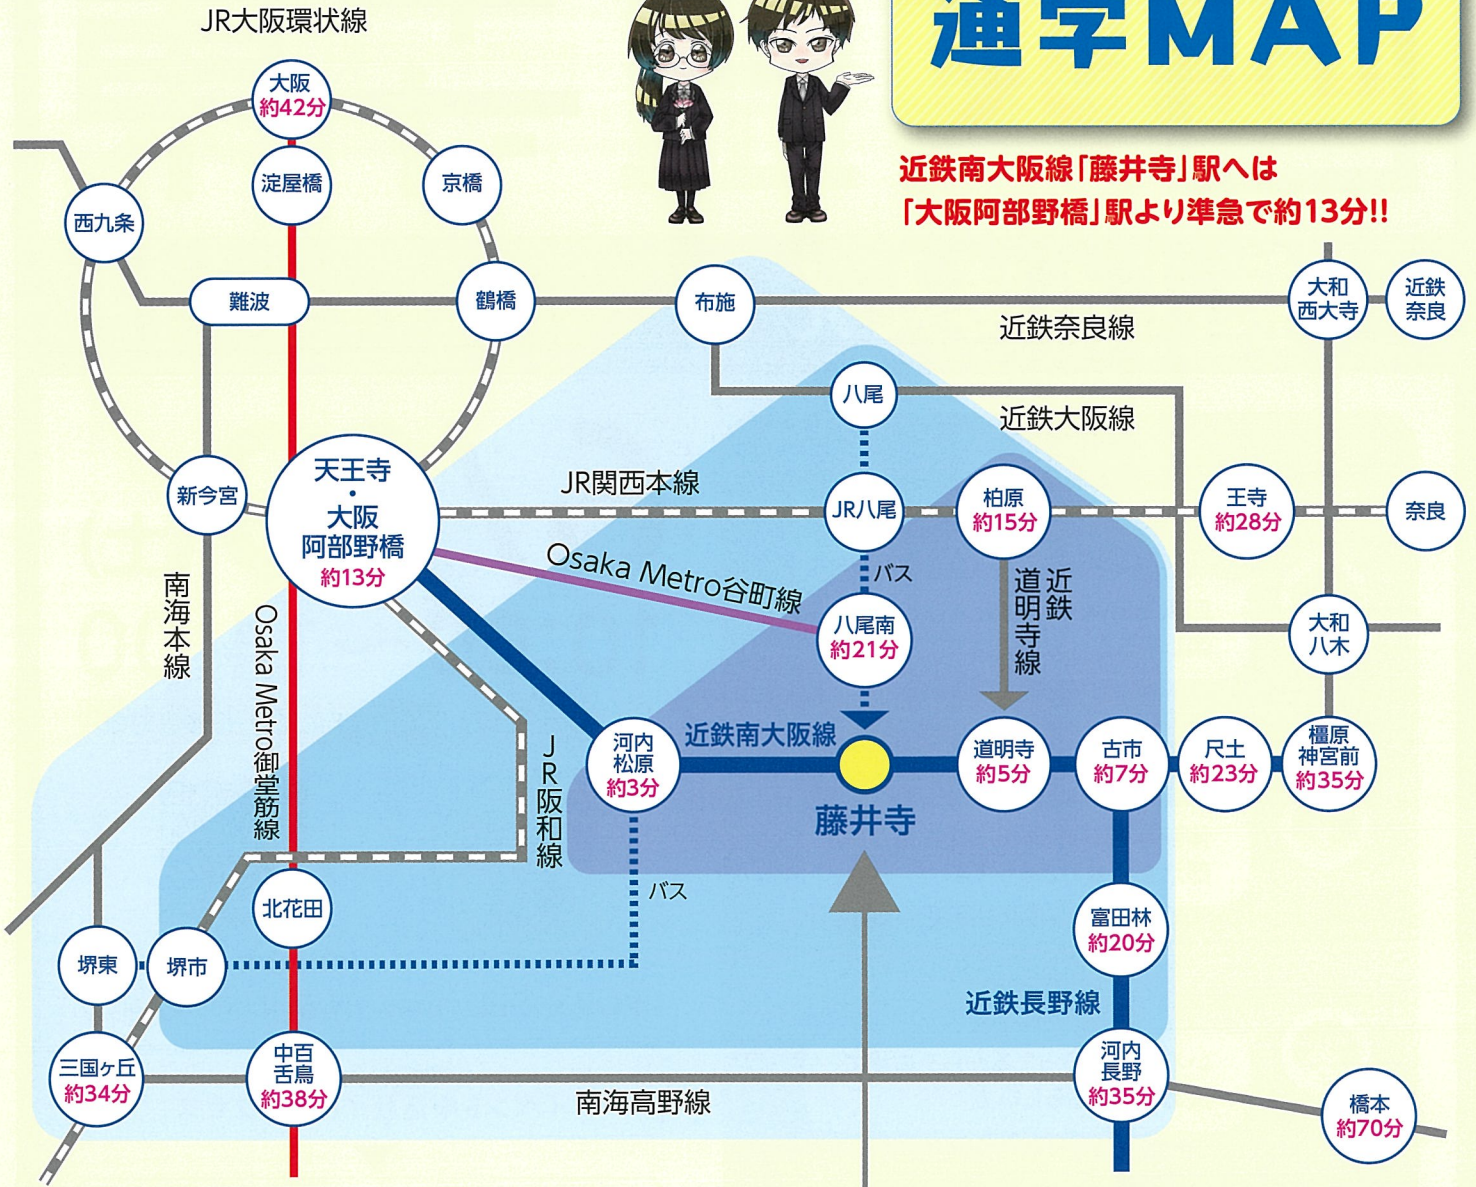 通学MAP
近鉄南大阪線「藤井寺」駅へは
「大阪阿部野橋」駅より準急で約13分!!
JR大阪環状線
大阪
約42分
淀屋橋
京橋
西九条
難波
鶴橋
布施
大和
西大寺
近鉄
奈良
近鉄奈良線
八尾
近鉄大阪線
天王寺
・
大阪
阿部野橋
約13分
新今宮
JR関西本線
JR八尾
柏原
約15分
王寺
約28分
奈良
バス
Osaka Metro谷町線
八尾南
約21分
近鉄
道明寺線
大和
八木
南海本線
Osaka Metro御堂筋線
JR阪和線
河内
松原
約3分
近鉄南大阪線
藤井寺
道明寺
約5分
古市
約7分
尺土
約23分
橿原
神宮前
約35分
バス
北花田
堺東
堺市
富田林
約20分
近鉄長野線
三国ヶ丘
約34分
中百
舌鳥
約38分
南海高野線
河内
長野
約35分
橋本
約70分